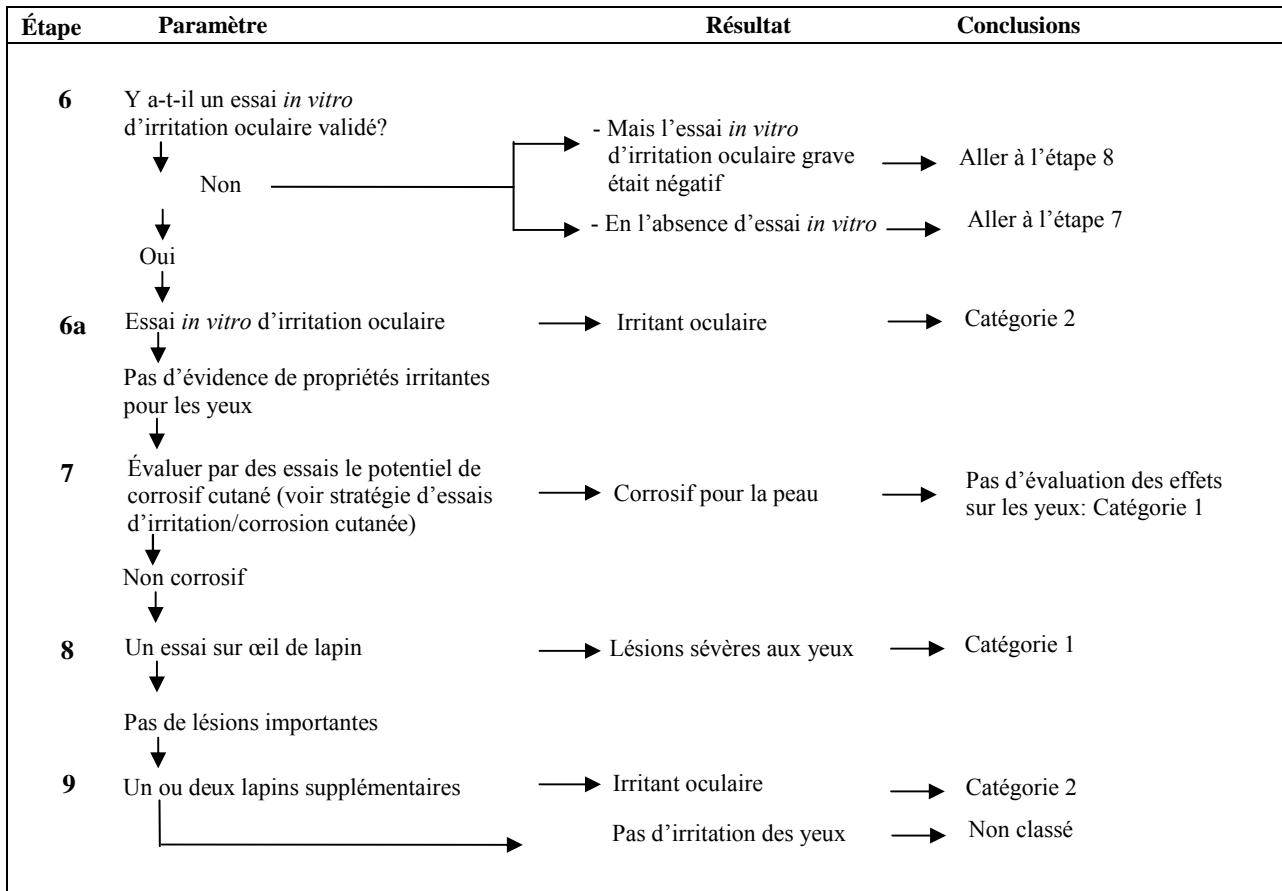 Étape Paramètre Résultat Conclusions
6 Y a-t-il un essai in vitro
d'irritation oculaire validé?
- Mais l'essai in vitro
d'irritation oculaire grave
était négatif
Aller à l'étape 8
Non
- En l'absence d'essai in vitro
Aller à l'étape 7
Oui
6a Essai in vitro d'irritation oculaire
Irritant oculaire
Catégorie 2
Pas d'évidence de propriétés irritantes
pour les yeux
7 Évaluer par des essais le potentiel de
corrosif cutané (voir stratégie d'essais
d'irritation/corrosion cutanée)
Corrosif pour la peau
Pas d'évaluation des effets
sur les yeux: Catégorie 1
Non corrosif
8 Un essai sur œil de lapin
Lésions sévères aux yeux
Catégorie 1
Pas de lésions importantes
9 Un ou deux lapins supplémentaires
Irritant oculaire
Catégorie 2
Pas d'irritation des yeux
Non classé